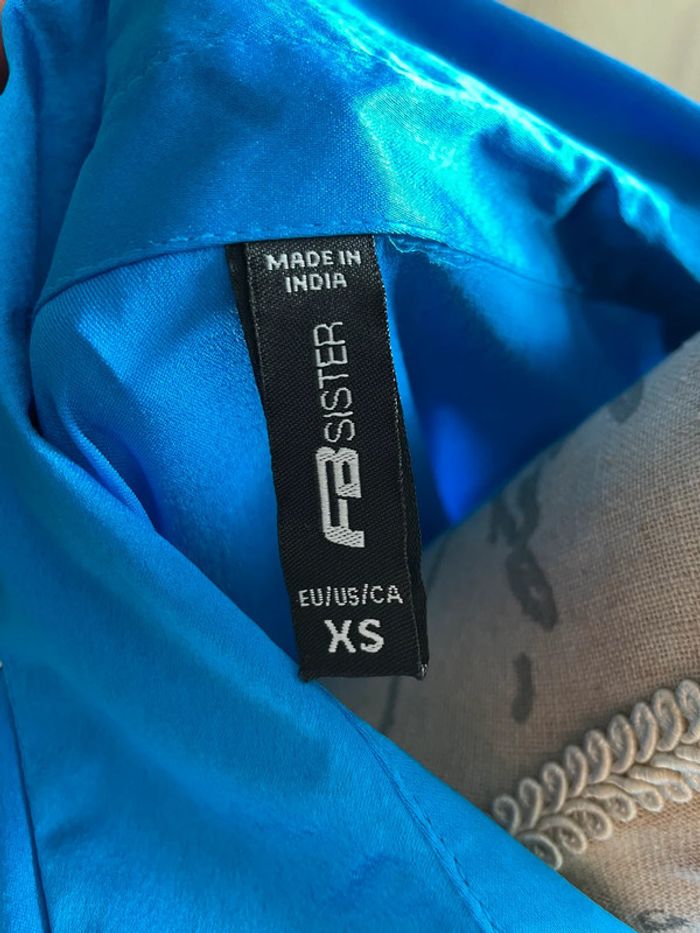 MADE IN
INDIA
FB SISTER
EU/US/CA
XS